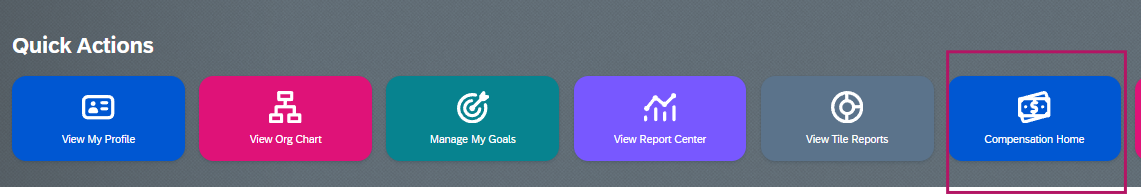 Quick Actions
View My Profile
View Org Chart
Manage My Goals
View Report Center
View Tile Reports
Compensation Home